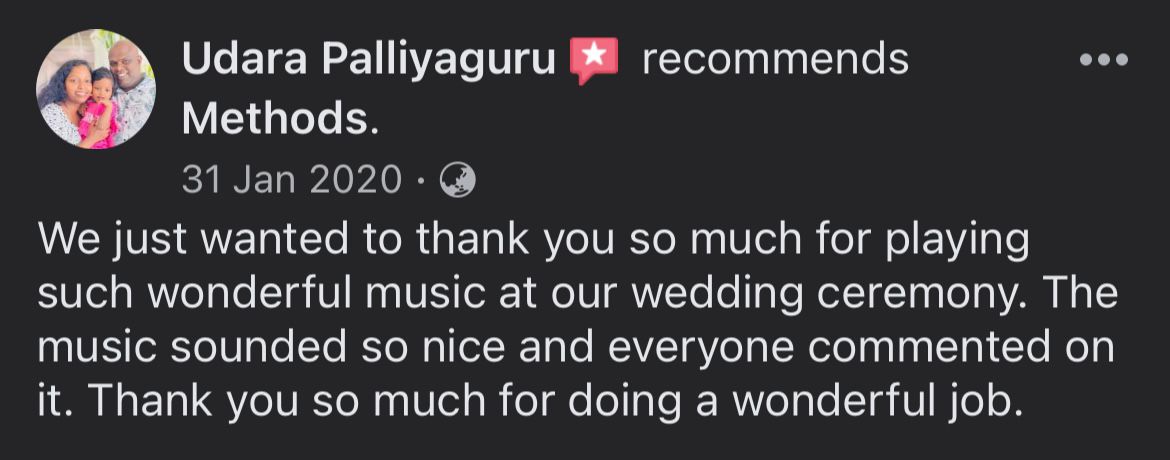 Udara Palliyaguru recommends
Methods.
31 Jan 2020 ·
We just wanted to thank you so much for playing
such wonderful music at our wedding ceremony. The
music sounded so nice and everyone commented on
it. Thank you so much for doing a wonderful job.